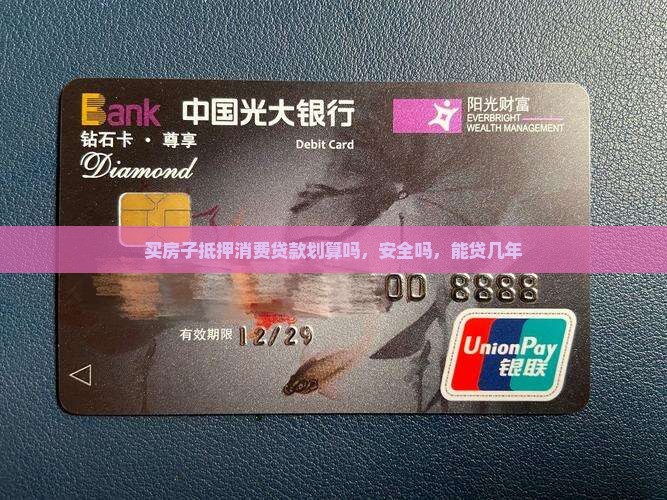 Bank 中国光大银行
阳光财富
EVERBRIGHT
WEALTH MANAGEMENT
钻石卡 · 尊享
Debit Card
Diamond
买房子抵押消费贷款划算吗，安全吗，能贷几年
00 8888
有效期限 12/29
UnionPay
银联